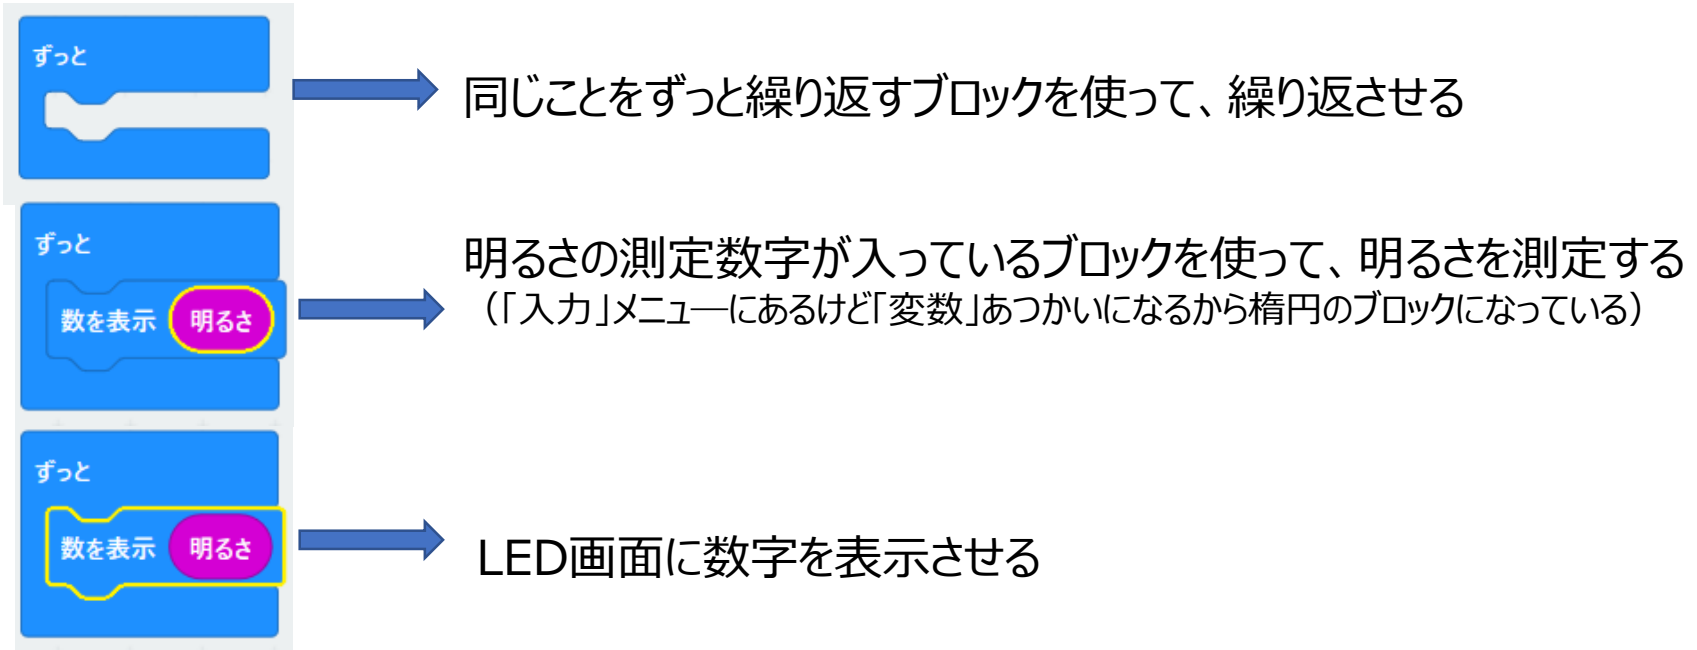 ずっと
同じことをずっと繰り返すブロックを使って、繰り返させる
ずっと
数を表示 明るさ
明るさの測定数字が入っているブロックを使って、明るさを測定する
（「入力」メニュ―にあるけど「変数」あつかいになるから楕円のブロックになっている）
ずっと
数を表示 明るさ
LED画面に数字を表示させる